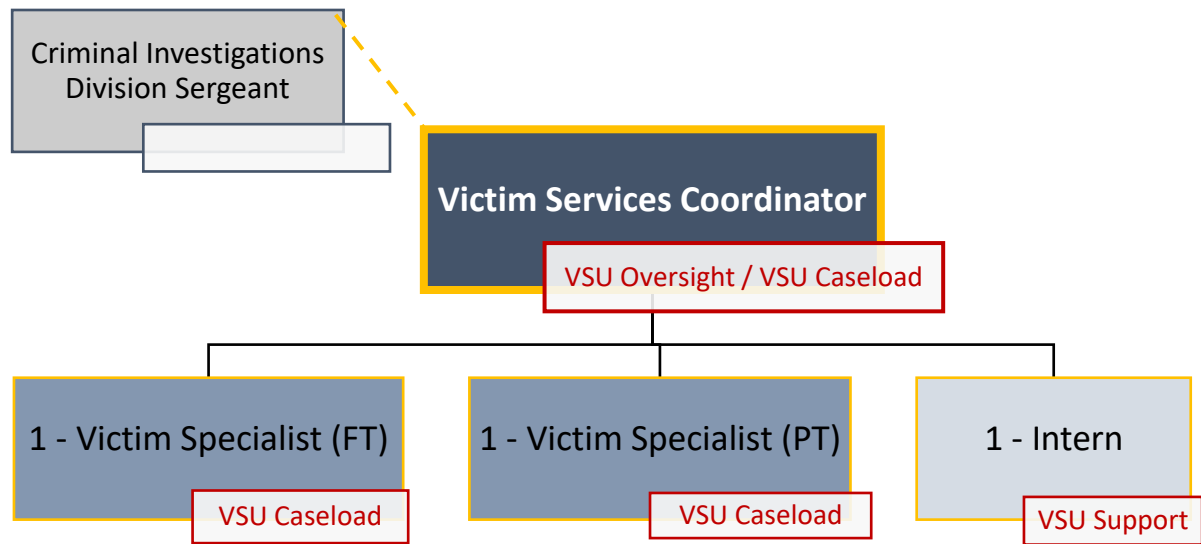 Criminal Investigations
Division Sergeant
Victim Services Coordinator
VSU Oversight / VSU Caseload
1 - Victim Specialist (FT)
VSU Caseload
1 - Victim Specialist (PT)
VSU Caseload
1 - Intern
VSU Support